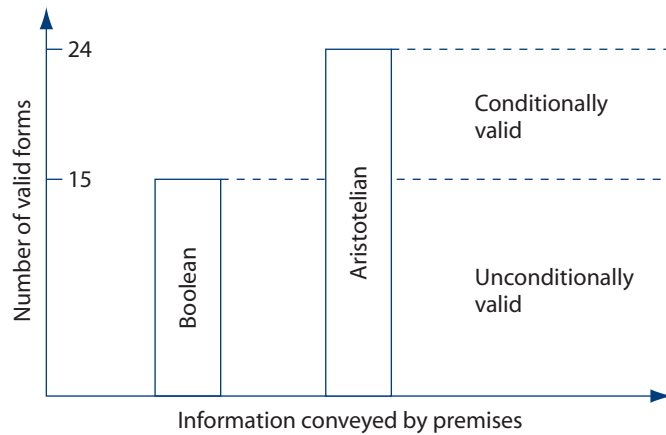 24
15
Number of valid forms
Boolean
Aristotelian
Conditionally
valid
Unconditionally
valid
Information conveyed by premises